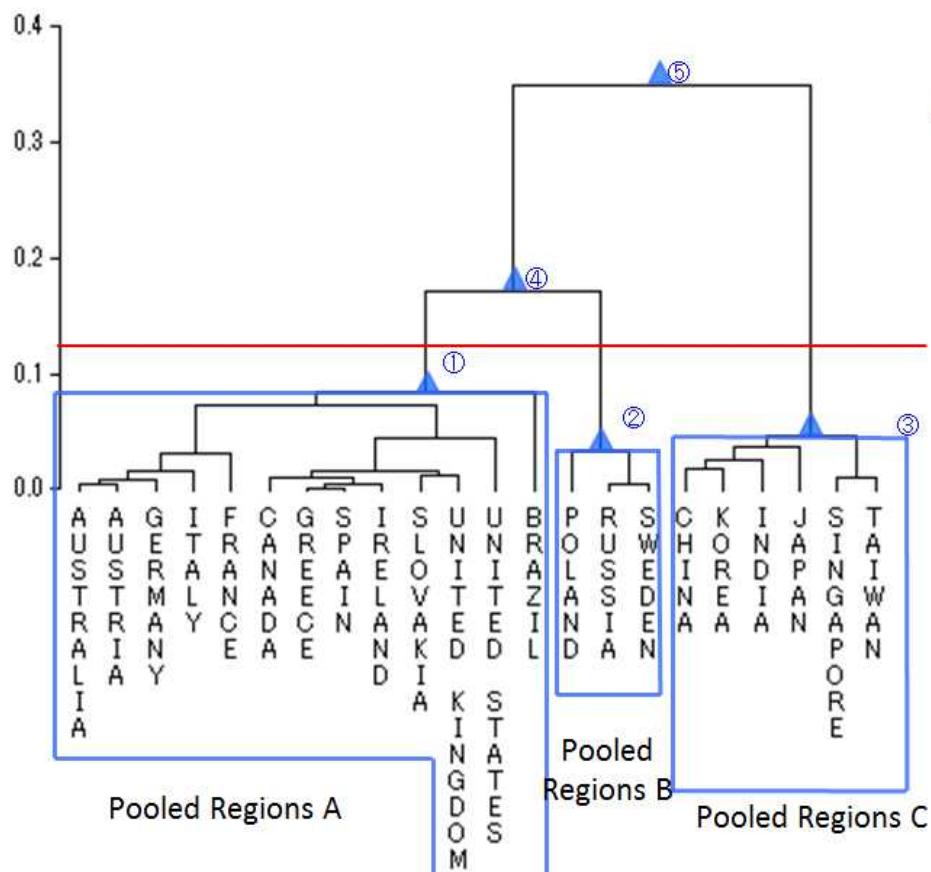 0.4
⑤
0.3
④
0.2
①
0.1
②
③
0.0
AUSTRALIA
AUSTRIA
GERMANY
ITALY
FRANCE
CANADA
GREECE
SPAIN
IRELAND
SLOVAKIA
UNITED KINGDOM
UNITED STATES
BRAZIL
POLAND
RUSSIA
SWEDEN
CHINA
KOREA
INDIA
JAPAN
SINGAPORE
TAIWAN
Pooled Regions A
Pooled
Regions B
Pooled Regions C